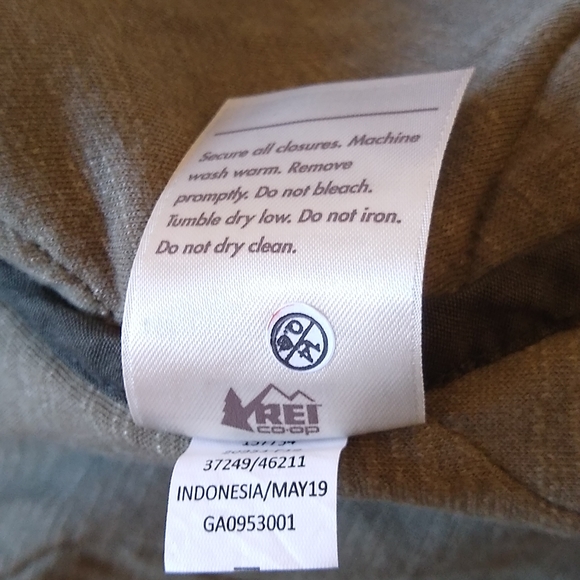 Secure all closures. Machine
wash warm. Remove
promptly. Do not bleach.
Tumble dry low. Do not iron.
Do not dry clean.
REI
co·op
37249/46211
INDONESIA/MAY19
GA0953001